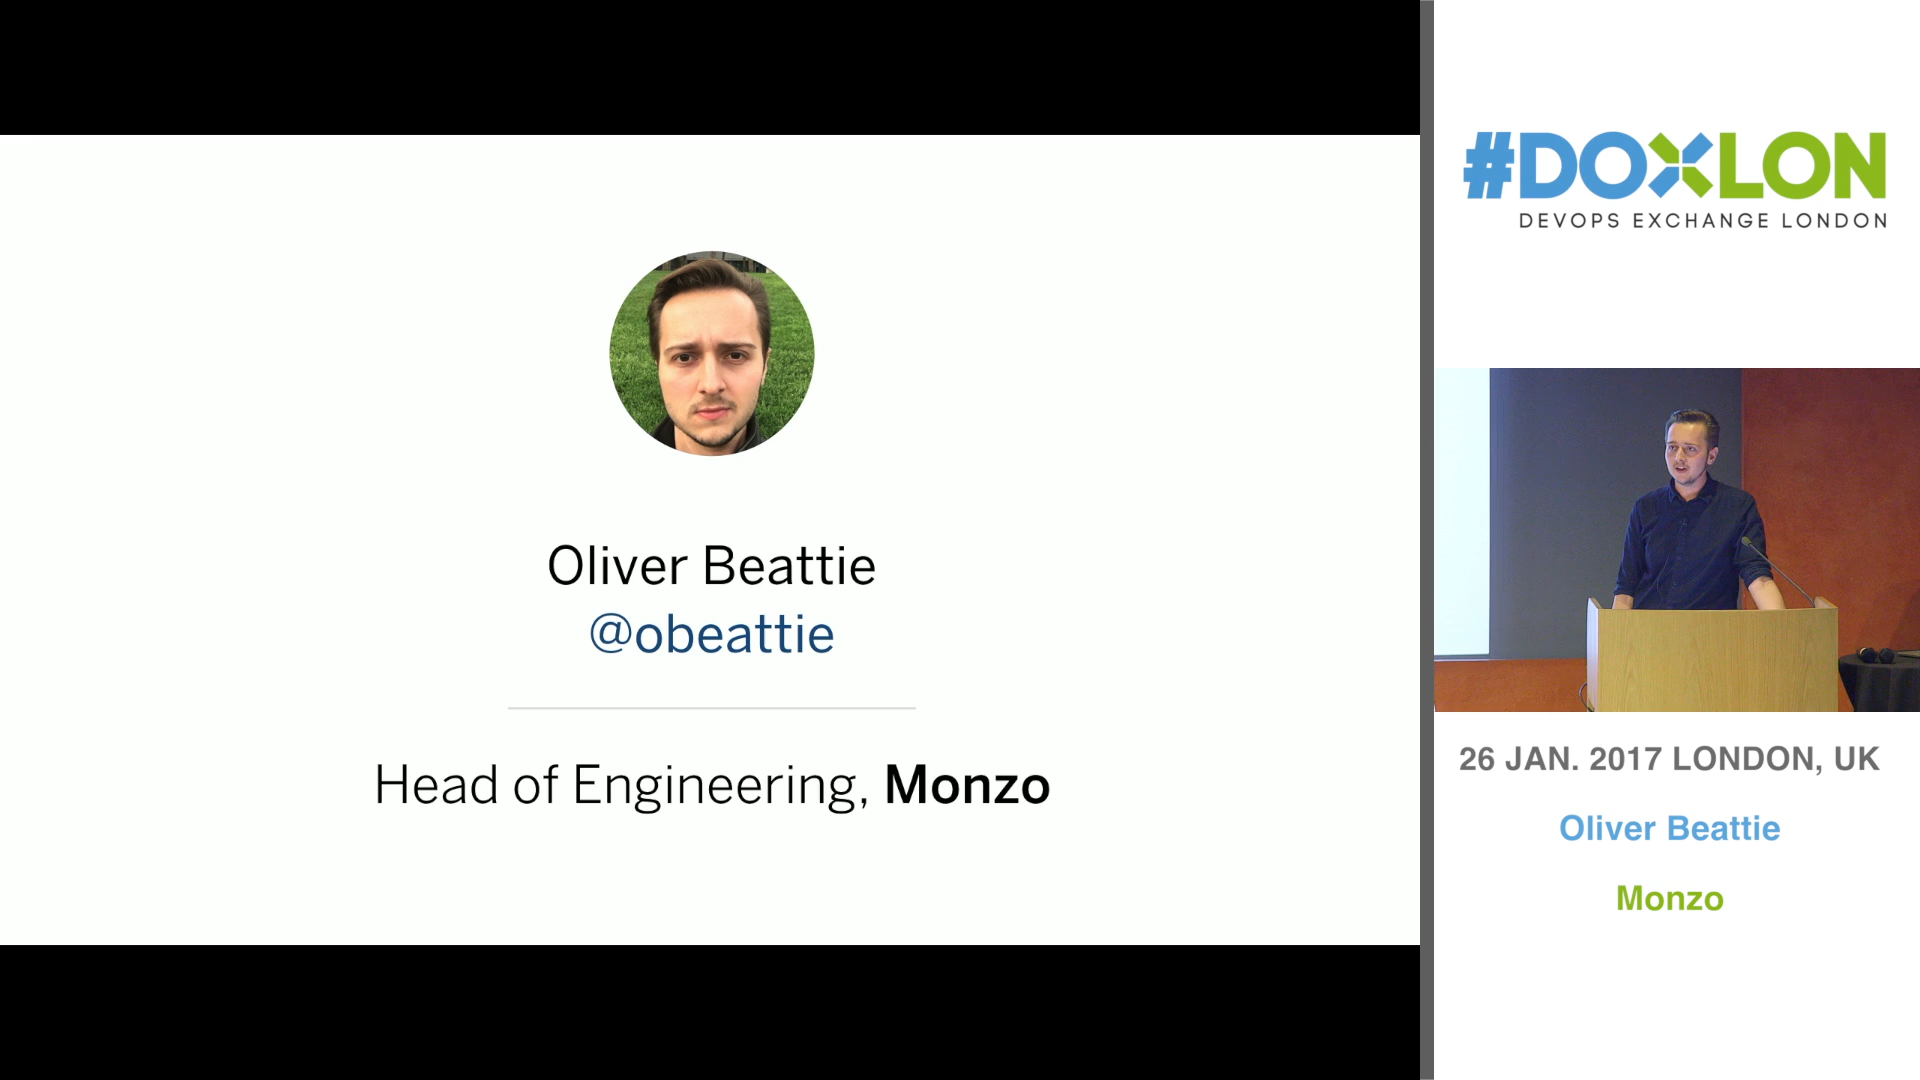 Oliver Beattie
@obeattie
Head of Engineering, Monzo
#DOXLON
DEVOPS EXCHANGE LONDON
26 JAN. 2017 LONDON, UK
Oliver Beattie
Monzo